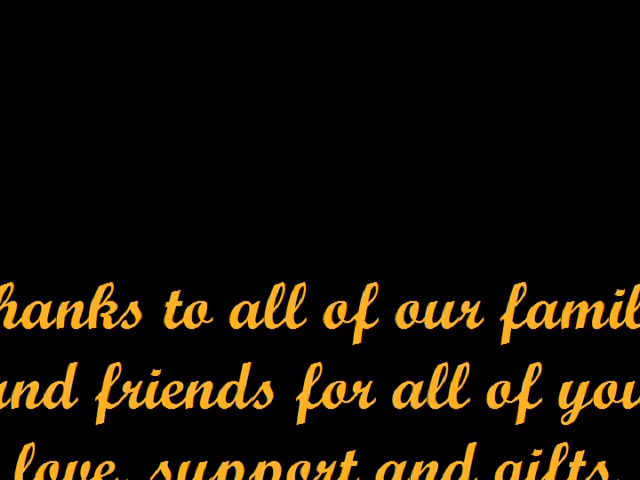 hanks to all of our famil
and friends for all of you
love, support and gifts.